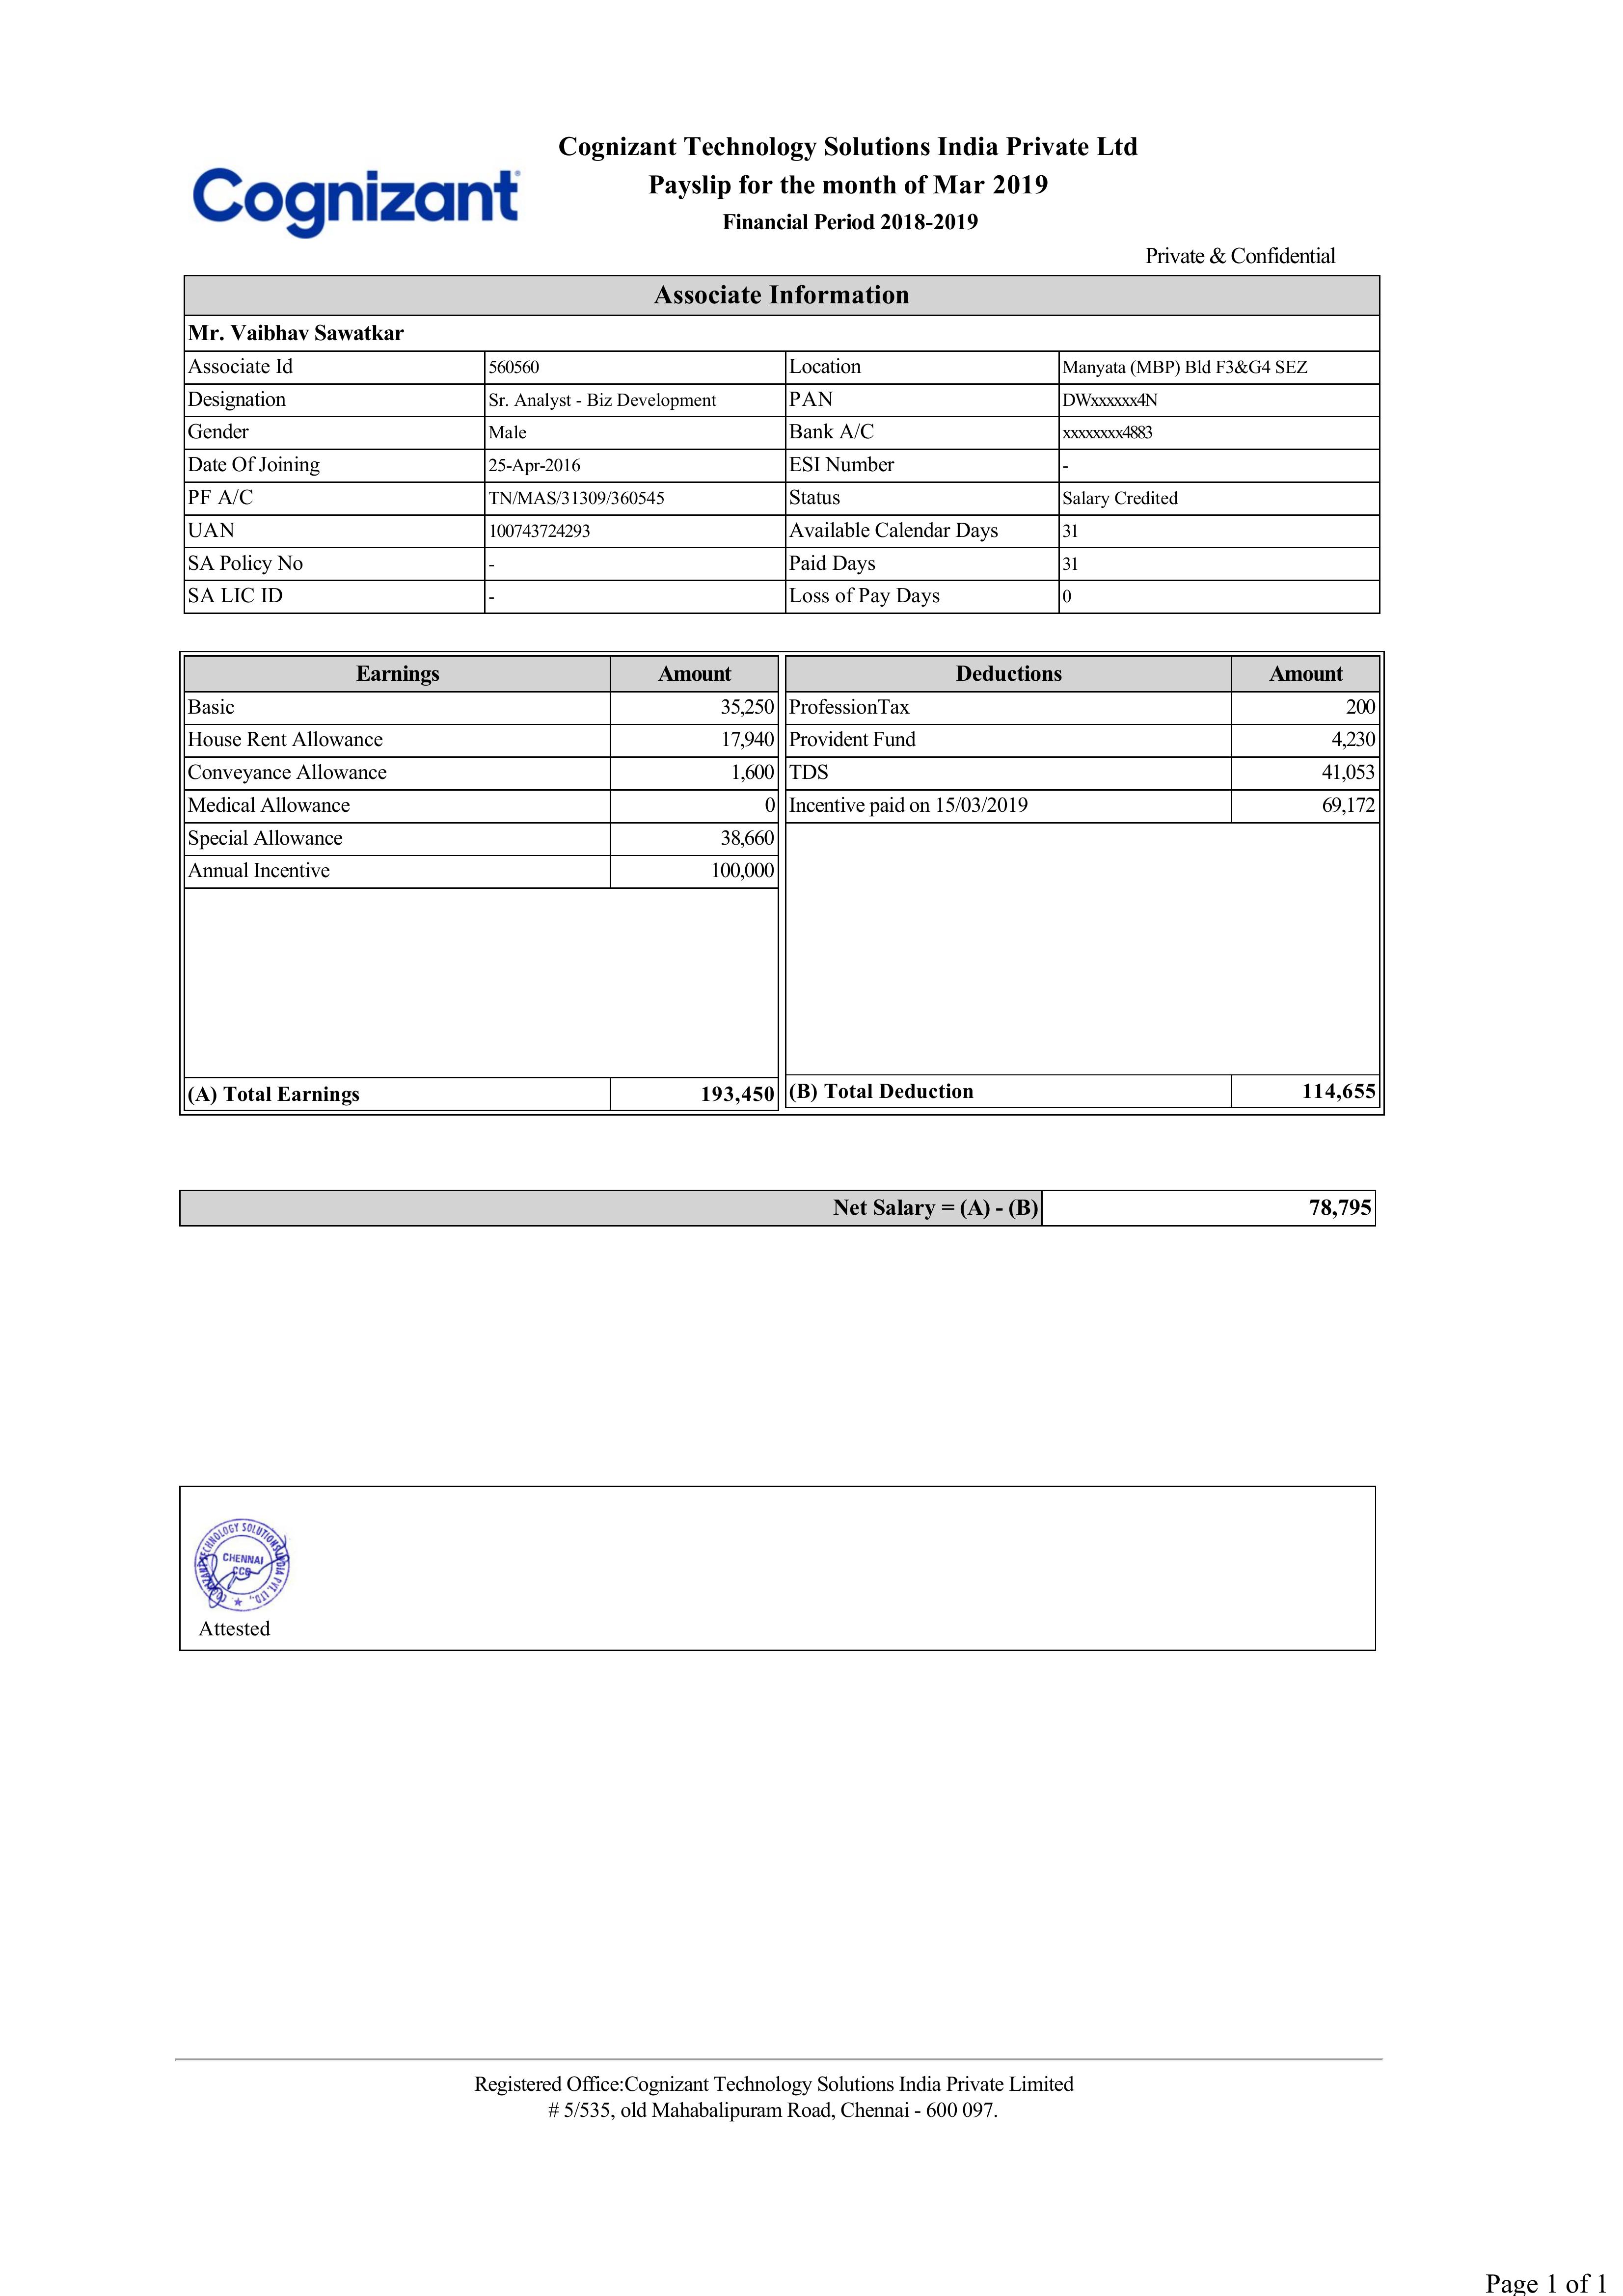 Cognizant
Cognizant Technology Solutions India Private Ltd
Payslip for the month of Mar 2019
Financial Period 2018-2019
Private & Confidential
Associate Information
Mr. Vaibhav Sawatkar
Associate Id 560560 Location Manyata (MBP) Bld F3&G4 SEZ
Designation Sr. Analyst - Biz Development PAN DWxxxxxx4N
Gender Male Bank A/C xxxxxxxx4883
Date Of Joining 25-Apr-2016 ESI Number -
PF A/C TN/MAS/31309/360545 Status Salary Credited
UAN 100743724293 Available Calendar Days 31
SA Policy No - Paid Days 31
SA LIC ID - Loss of Pay Days 0
Earnings Amount Deductions Amount
Basic 35,250 ProfessionTax 200
House Rent Allowance 17,940 Provident Fund 4,230
Conveyance Allowance 1,600 TDS 41,053
Medical Allowance 0 Incentive paid on 15/03/2019 69,172
Special Allowance 38,660
Annual Incentive 100,000
(A) Total Earnings 193,450 (B) Total Deduction 114,655
Net Salary = (A) - (B) 78,795
TECHNOLOGY SOLUTIONS INDIA PVT. LTD.,
CHENNAI
Attested
Registered Office:Cognizant Technology Solutions India Private Limited
# 5/535, old Mahabalipuram Road, Chennai - 600 097.
Page 1 of 1